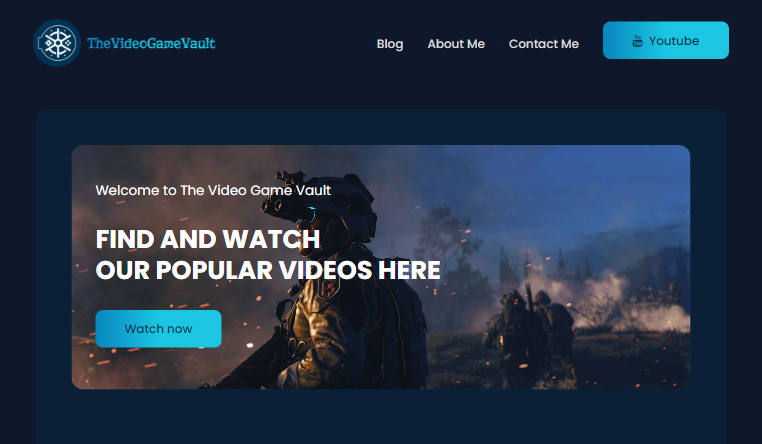 TheVideoGameVault
Blog
About Me
Contact Me
Youtube
Welcome to The Video Game Vault
FIND AND WATCH
OUR POPULAR VIDEOS HERE
Watch now